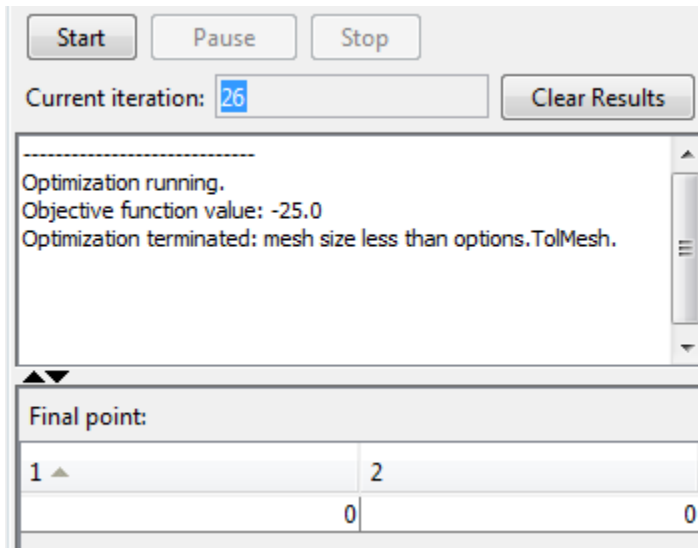 Start Pause Stop
Current iteration: 26 Clear Results
------------------------------
Optimization running.
Objective function value: -25.0
Optimization terminated: mesh size less than options.TolMesh.
Final point:
1 2
0 0